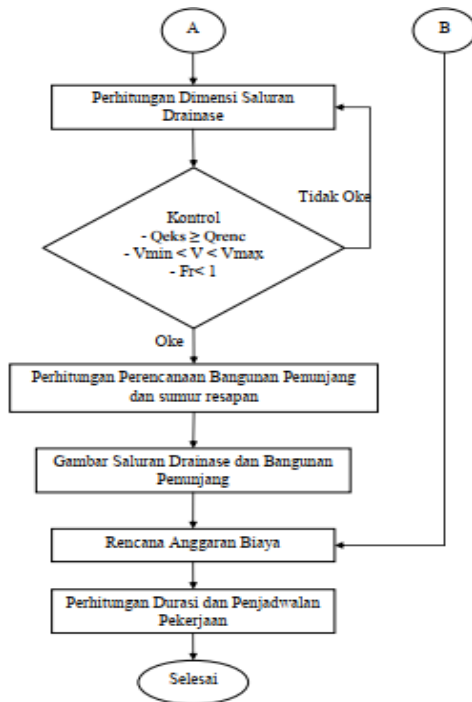 A
B
Perhitungan Dimensi Saluran
Drainase
Tidak Oke
Kontrol
- Qeks ≥ Qrenc
- Vmin < V < Vmax
- Fr< 1
Oke
Perhitungan Perencanaan Bangunan Penunjang
dan sumur resapan
Gambar Saluran Drainase dan Bangunan
Penunjang
Rencana Anggaran Biaya
Perhitungan Durasi dan Penjadwalan
Pekerjaan
Selesai